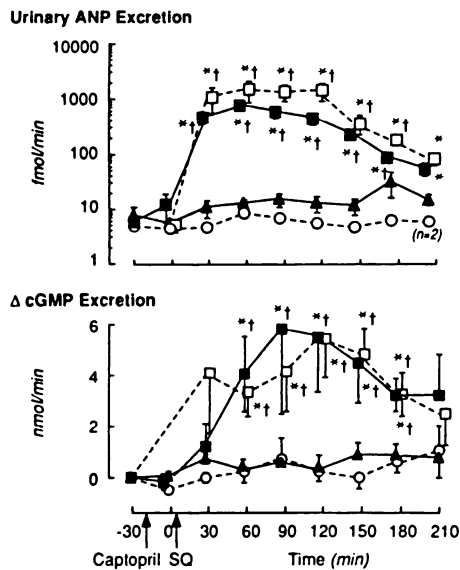 Urinary ANP Excretion
10000
1000
100
10
1
fmol/min
*† *† *† *†
*†
*†
*†
*† *† *† *†
*†
*
*
(n=2)
Δ cGMP Excretion
6
4
2
0
nmol/min
*† *† *† *†
*†
*† *†
*†
*†
*†
-30 0 30 60 90 120 150 180 210
Captopril SQ Time (min)